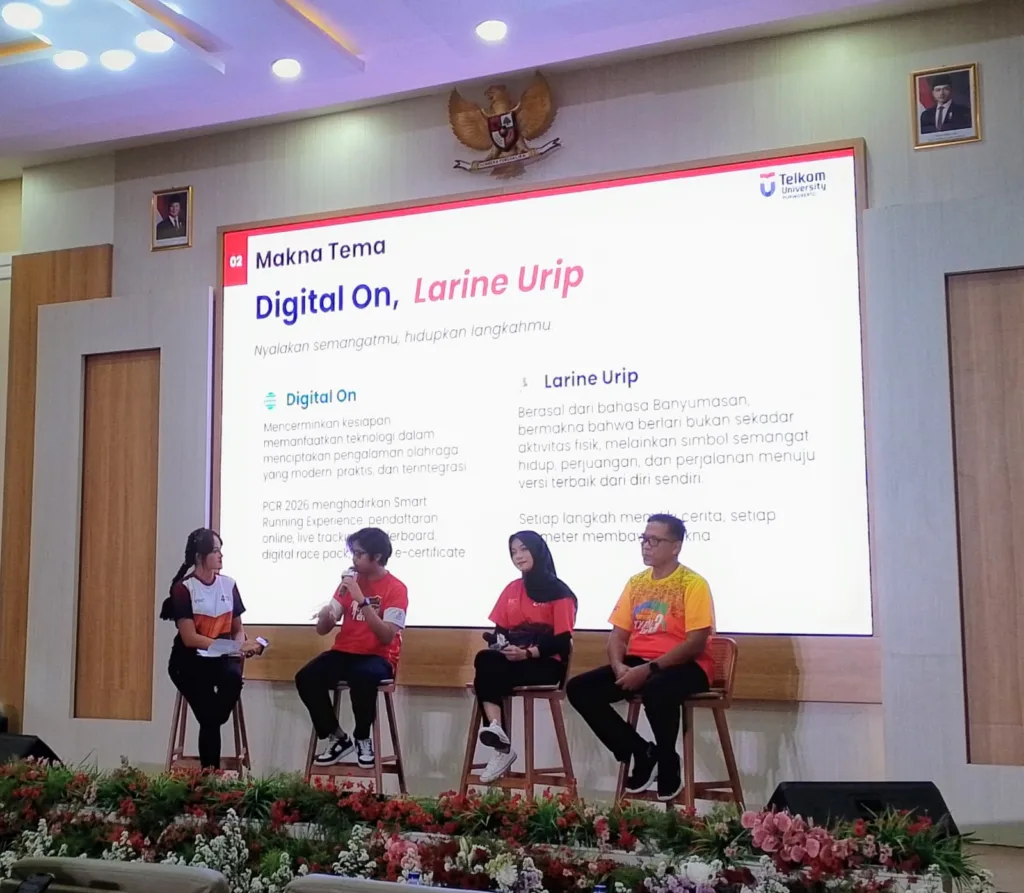 Telkom
University
PURWOKERTO
02
Makna Tema
Digital On, Larine Urip
Nyalakan semangatmu, hidupkan langkahmu.
Digital On
Mencerminkan kesiapan
memanfaatkan teknologi dalam
menciptakan pengalaman olahraga
yang modern, praktis, dan terintegrasi
PCR 2026 menghadirkan Smart
Running Experience: pendaftaran
online, live
digital race pack, e-certificate
Larine Urip
Berasal dari bahasa Banyumasan,
bermakna bahwa berlari bukan sekadar
aktivitas fisik, melainkan simbol semangat
hidup, perjuangan, dan perjalanan menuju
versi terbaik dari diri sendiri.
Setiap langkah cerita, setiap